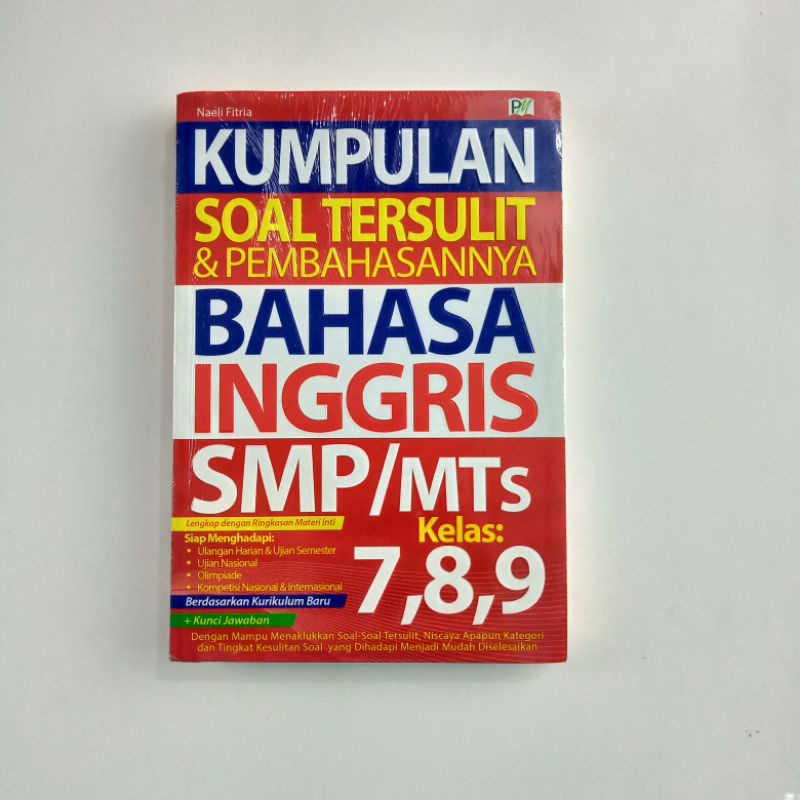 Naeli Fitria
PY
KUMPULAN
SOAL TERSULIT
& PEMBAHASANNYA
BAHASA
INGGRIS
SMP/MTs
Kelas:
7,8,9
Lengkap dengan Ringkasan Materi Inti
Siap Menghadapi:
• Ulangan Harian & Ujian Semester
• Ujian Nasional
• Olimpiade
• Kompetisi Nasional & Internasional
Berdasarkan Kurikulum Baru
+ Kunci Jawaban
Dengan Mampu Menaklukkan Soal-Soal Tersulit, Niscaya Apapun Kategori
dan Tingkat Kesulitan Soal yang Dihadapi Menjadi Mudah Diselesaikan